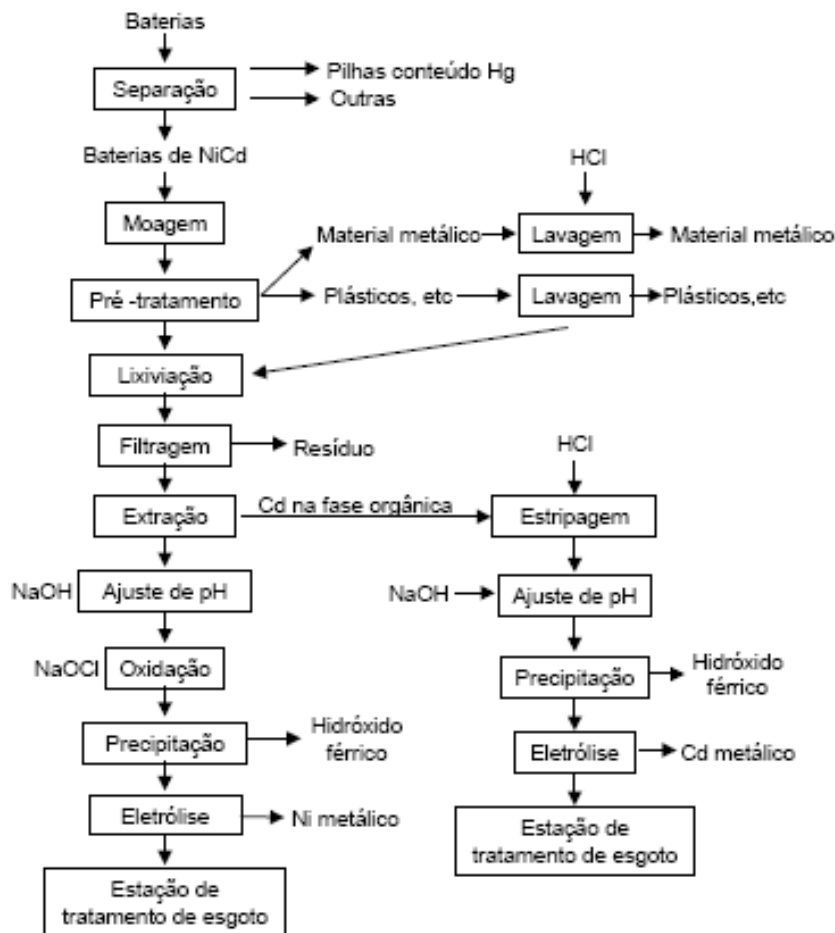 Baterias
Separação
Pilhas conteúdo Hg
Outras
Baterias de NiCd
HCl
Moagem
Material metálico
Lavagem
Material metálico
Pré -tratamento
Plásticos, etc
Lavagem
Plásticos,etc
Lixiviação
Filtragem
Resíduo
HCl
Extração
Cd na fase orgânica
Estripagem
NaOH
Ajuste de pH
NaOH
Ajuste de pH
NaOCl
Oxidação
Precipitação
Hidróxido
férrico
Precipitação
Hidróxido
férrico
Eletrólise
Cd metálico
Eletrólise
Ni metálico
Estação de
tratamento de esgoto
Estação de
tratamento de esgoto